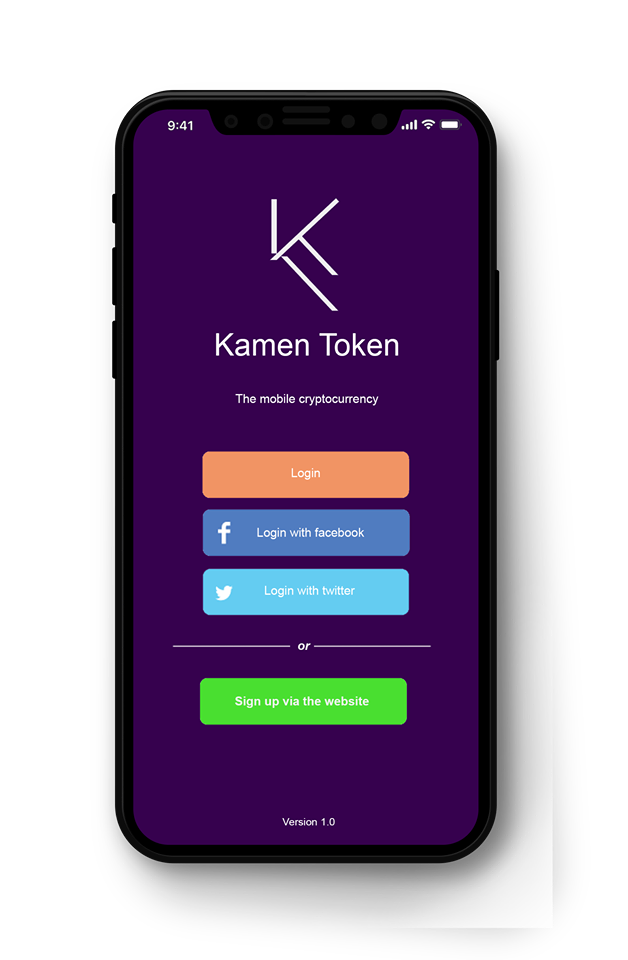 9:41
Kamen Token
The mobile cryptocurrency
Login
Login with facebook
Login with twitter
or
Sign up via the website
Version 1.0